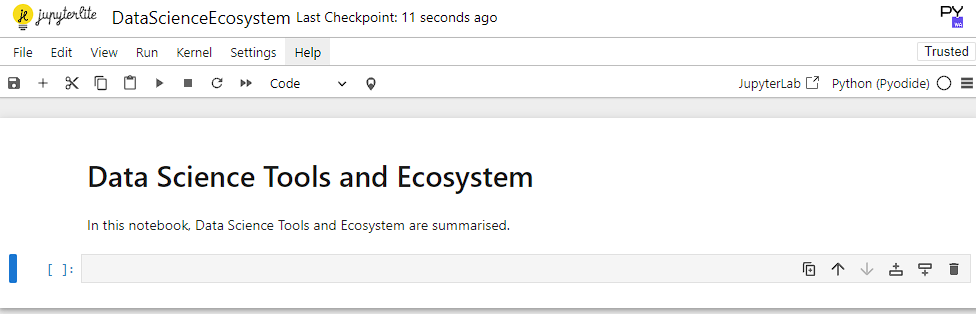 jupyterlite DataScienceEcosystem Last Checkpoint: 11 seconds ago PY WA
File Edit View Run Kernel Settings Help Trusted
Code JupyterLab Python (Pyodide)
Data Science Tools and Ecosystem
In this notebook, Data Science Tools and Ecosystem are summarised.
[ ]: